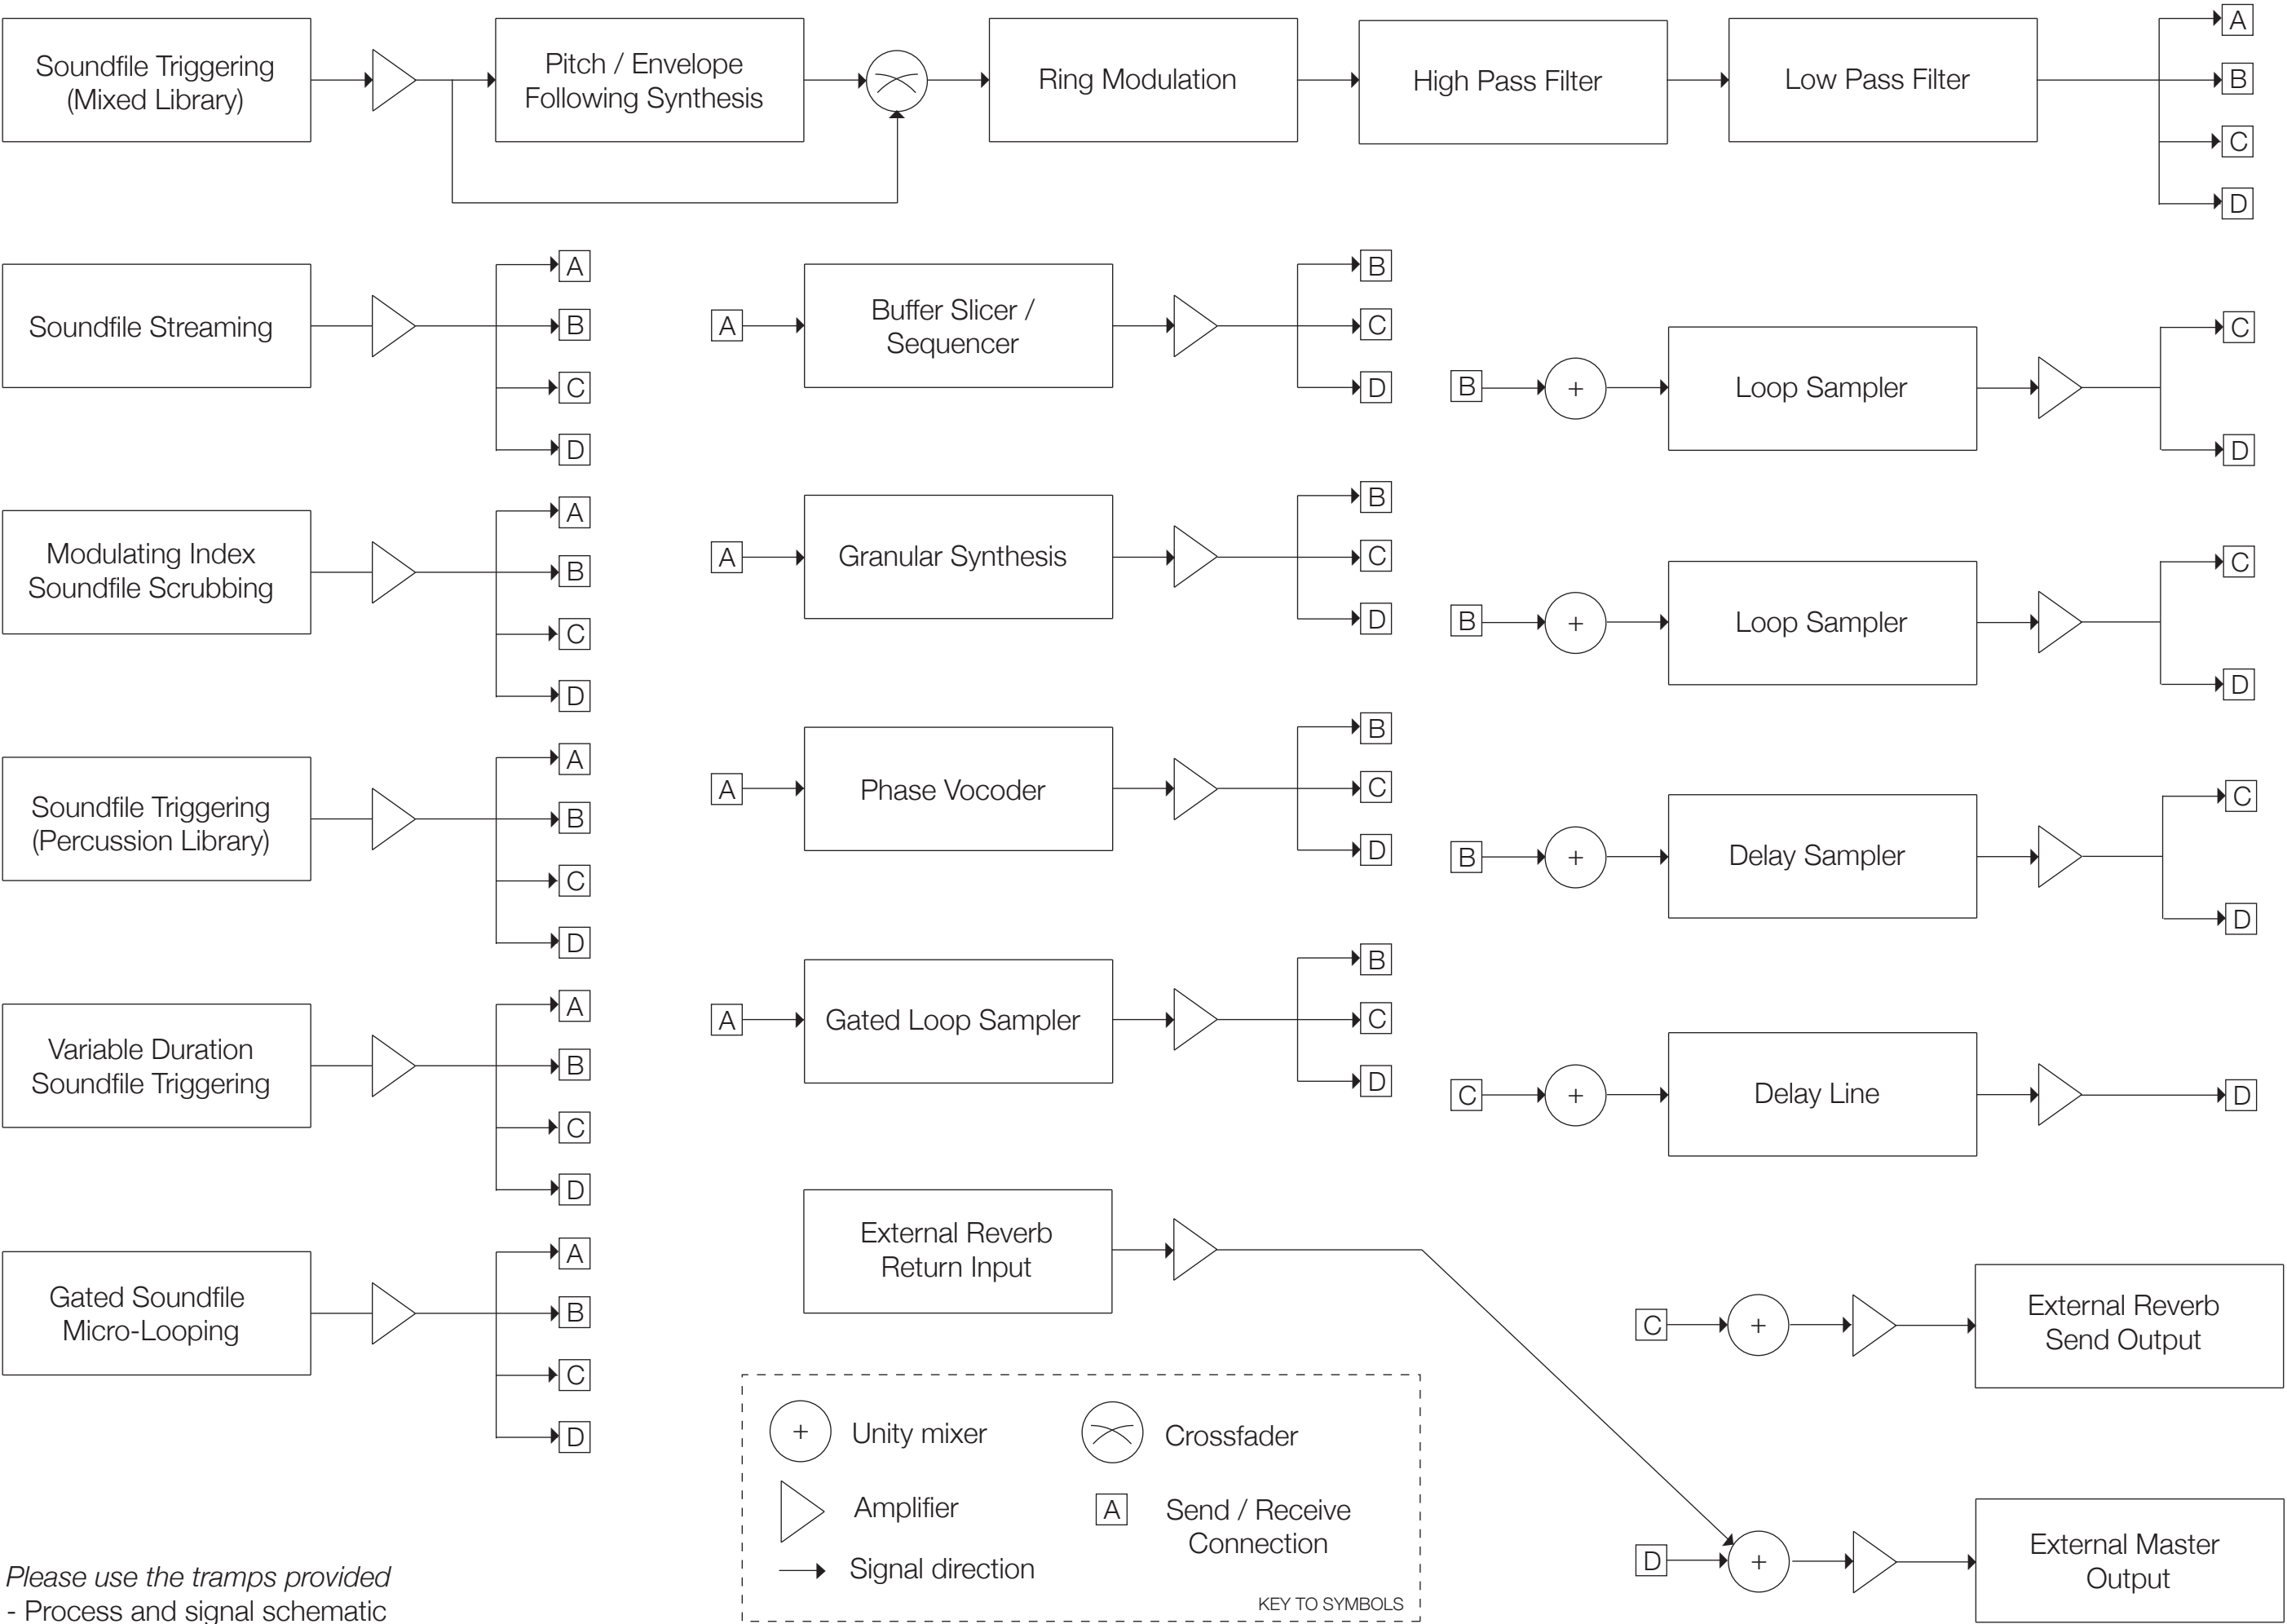 Soundfile Triggering
(Mixed Library)
Pitch / Envelope
Following Synthesis
Ring Modulation
High Pass Filter
Low Pass Filter
A
B
C
D
Soundfile Streaming
A
B
C
D
A
Buffer Slicer /
Sequencer
B
C
D
B
+
Loop Sampler
C
D
Modulating Index
Soundfile Scrubbing
A
B
C
D
A
Granular Synthesis
B
C
D
B
+
Loop Sampler
C
D
Soundfile Triggering
(Percussion Library)
A
B
C
D
A
Phase Vocoder
B
C
D
B
+
Delay Sampler
C
D
Variable Duration
Soundfile Triggering
A
B
C
D
A
Gated Loop Sampler
B
C
D
C
+
Delay Line
D
Gated Soundfile
Micro-Looping
A
B
C
D
External Reverb
Return Input
C
+
External Reverb
Send Output
D
+
External Master
Output
+
Unity mixer
Crossfader
Amplifier
A
Send / Receive
Connection
Signal direction
KEY TO SYMBOLS
Please use the tramps provided
- Process and signal schematic